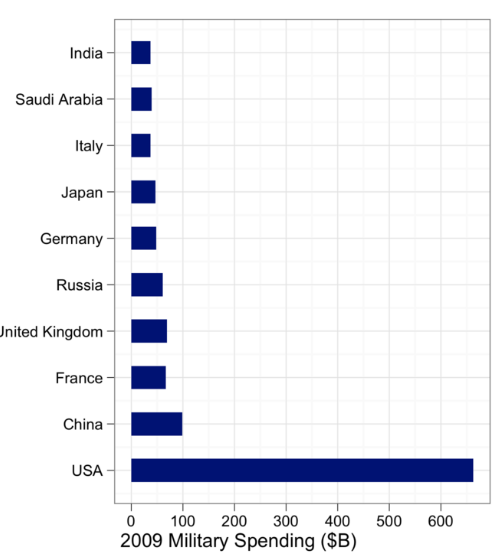 India
Saudi Arabia
Italy
Japan
Germany
Russia
United Kingdom
France
China
USA
0 100 200 300 400 500 600
2009 Military Spending ($B)